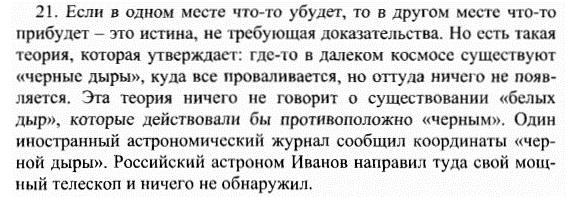 21. Если в одном месте что-то убудет, то в другом месте что-то
прибудет – это истина, не требующая доказательства. Но есть такая
теория, которая утверждает: где-то в далеком космосе существуют
«черные дыры», куда все проваливается, но оттуда ничего не появ-
ляется. Эта теория ничего не говорит о существовании «белых
дыр», которые действовали бы противоположно «черным». Один
иностранный астрономический журнал сообщил координаты «чер-
ной дыры». Российский астроном Иванов направил туда свой мощ-
ный телескоп и ничего не обнаружил.